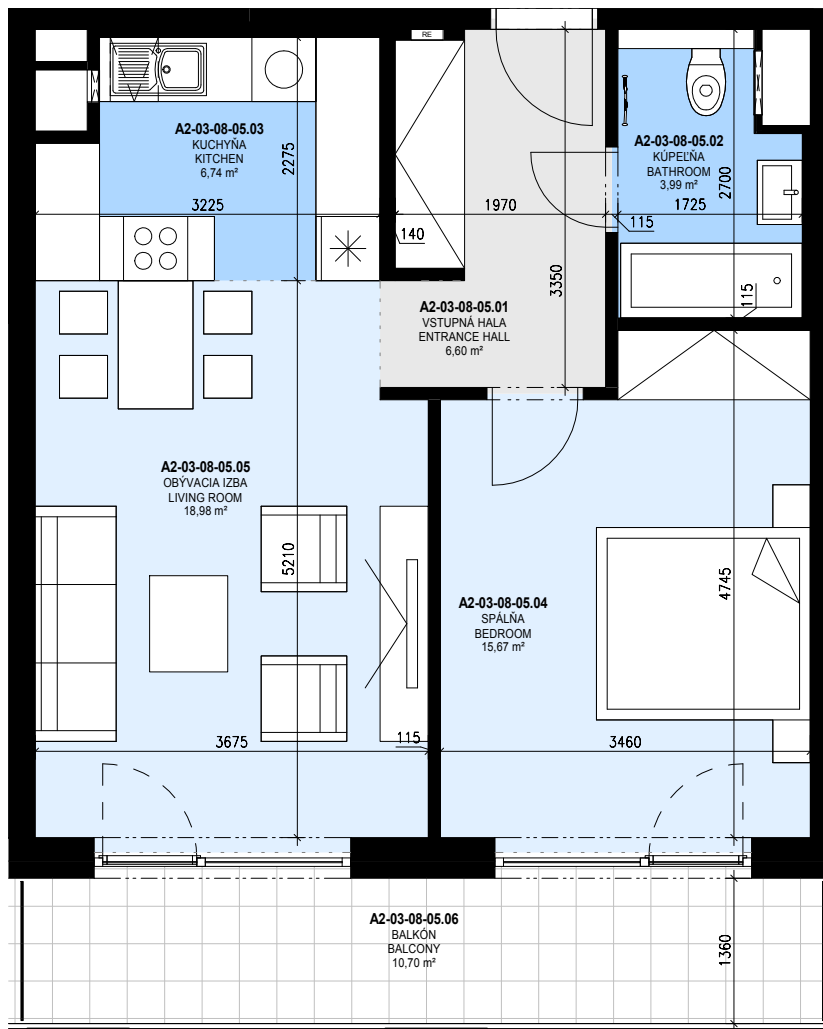 RE
A2-03-08-05.03
KUCHYŇA
KITCHEN
6,74 m²
2275
3225
A2-03-08-05.02
KÚPEĽŇA
BATHROOM
3,99 m²
2700
1970
1725
115
140
3350
115
A2-03-08-05.01
VSTUPNÁ HALA
ENTRANCE HALL
6,60 m²
A2-03-08-05.05
OBÝVACIA IZBA
LIVING ROOM
18,98 m²
5210
4745
A2-03-08-05.04
SPÁLŇA
BEDROOM
15,67 m²
3675
115
3460
A2-03-08-05.06
BALKÓN
BALCONY
10,70 m²
1360